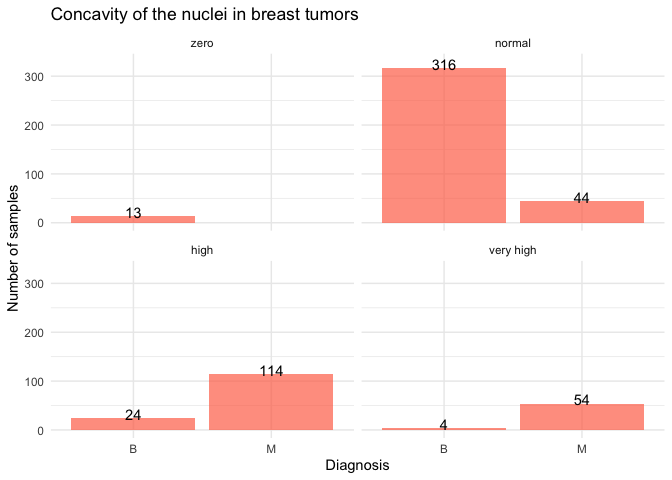 Concavity of the nuclei in breast tumors
zero
normal
300
200
100
0
13
316
44
high
very high
300
200
100
0
24
114
4
54
B
M
B
M
Number of samples
Diagnosis